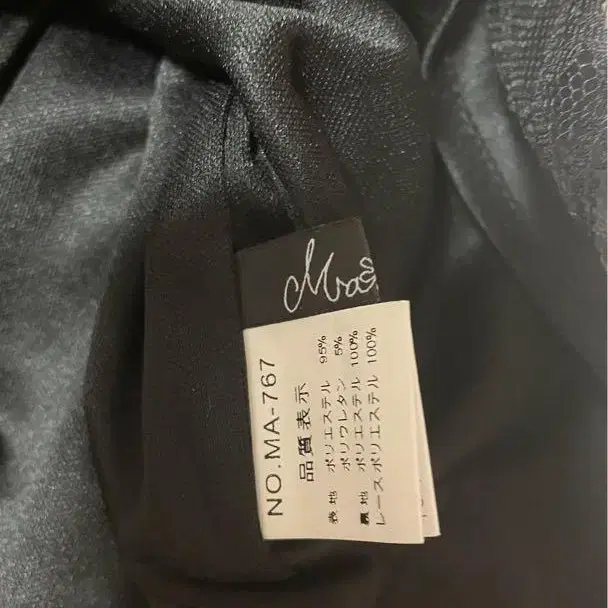 NO.MA-767
品質表示
表地 ポリエステル 95%
ポリウレタン 5%
裏地 ポリエステル 100%
レース ポリエステル 100%